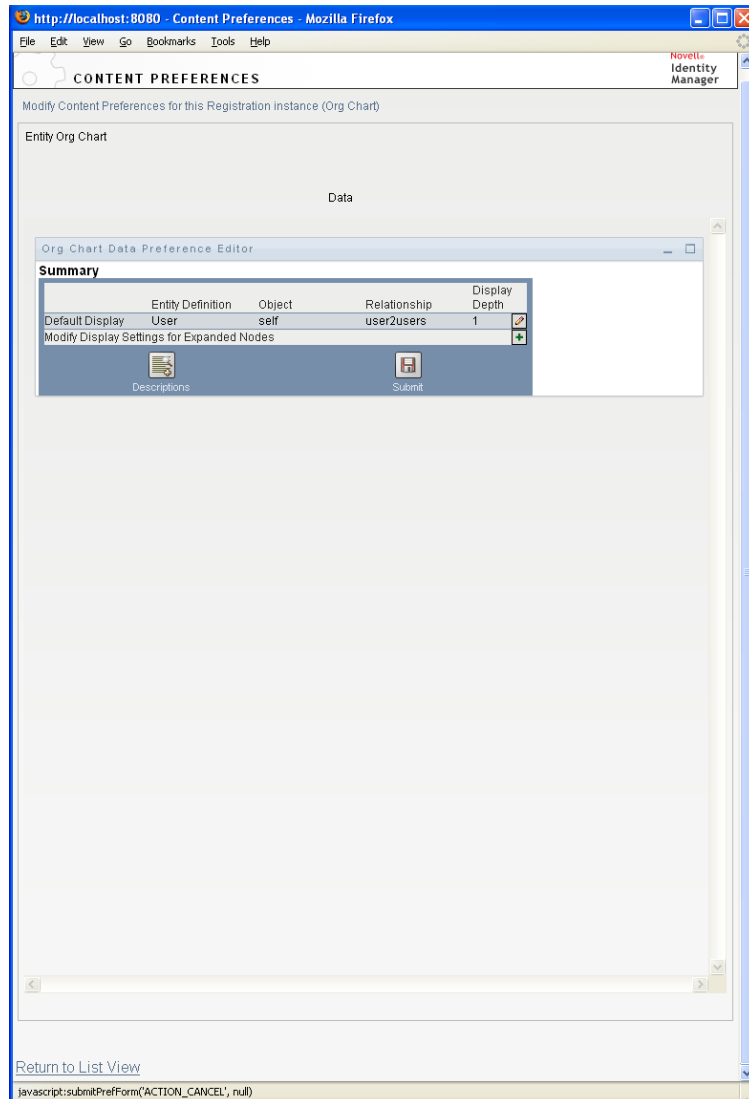 http://localhost:8080 - Content Preferences - Mozilla Firefox
File Edit View Go Bookmarks Tools Help
Novell®
Identity
Manager
CONTENT PREFERENCES
Modify Content Preferences for this Registration instance (Org Chart)
Entity Org Chart
Data
Org Chart Data Preference Editor
Summary
Entity Definition Object Relationship Display Depth
Default Display User self user2users 1
Modify Display Settings for Expanded Nodes
Descriptions Submit
Return to List View
javascript:submitPrefForm('ACTION_CANCEL', null)